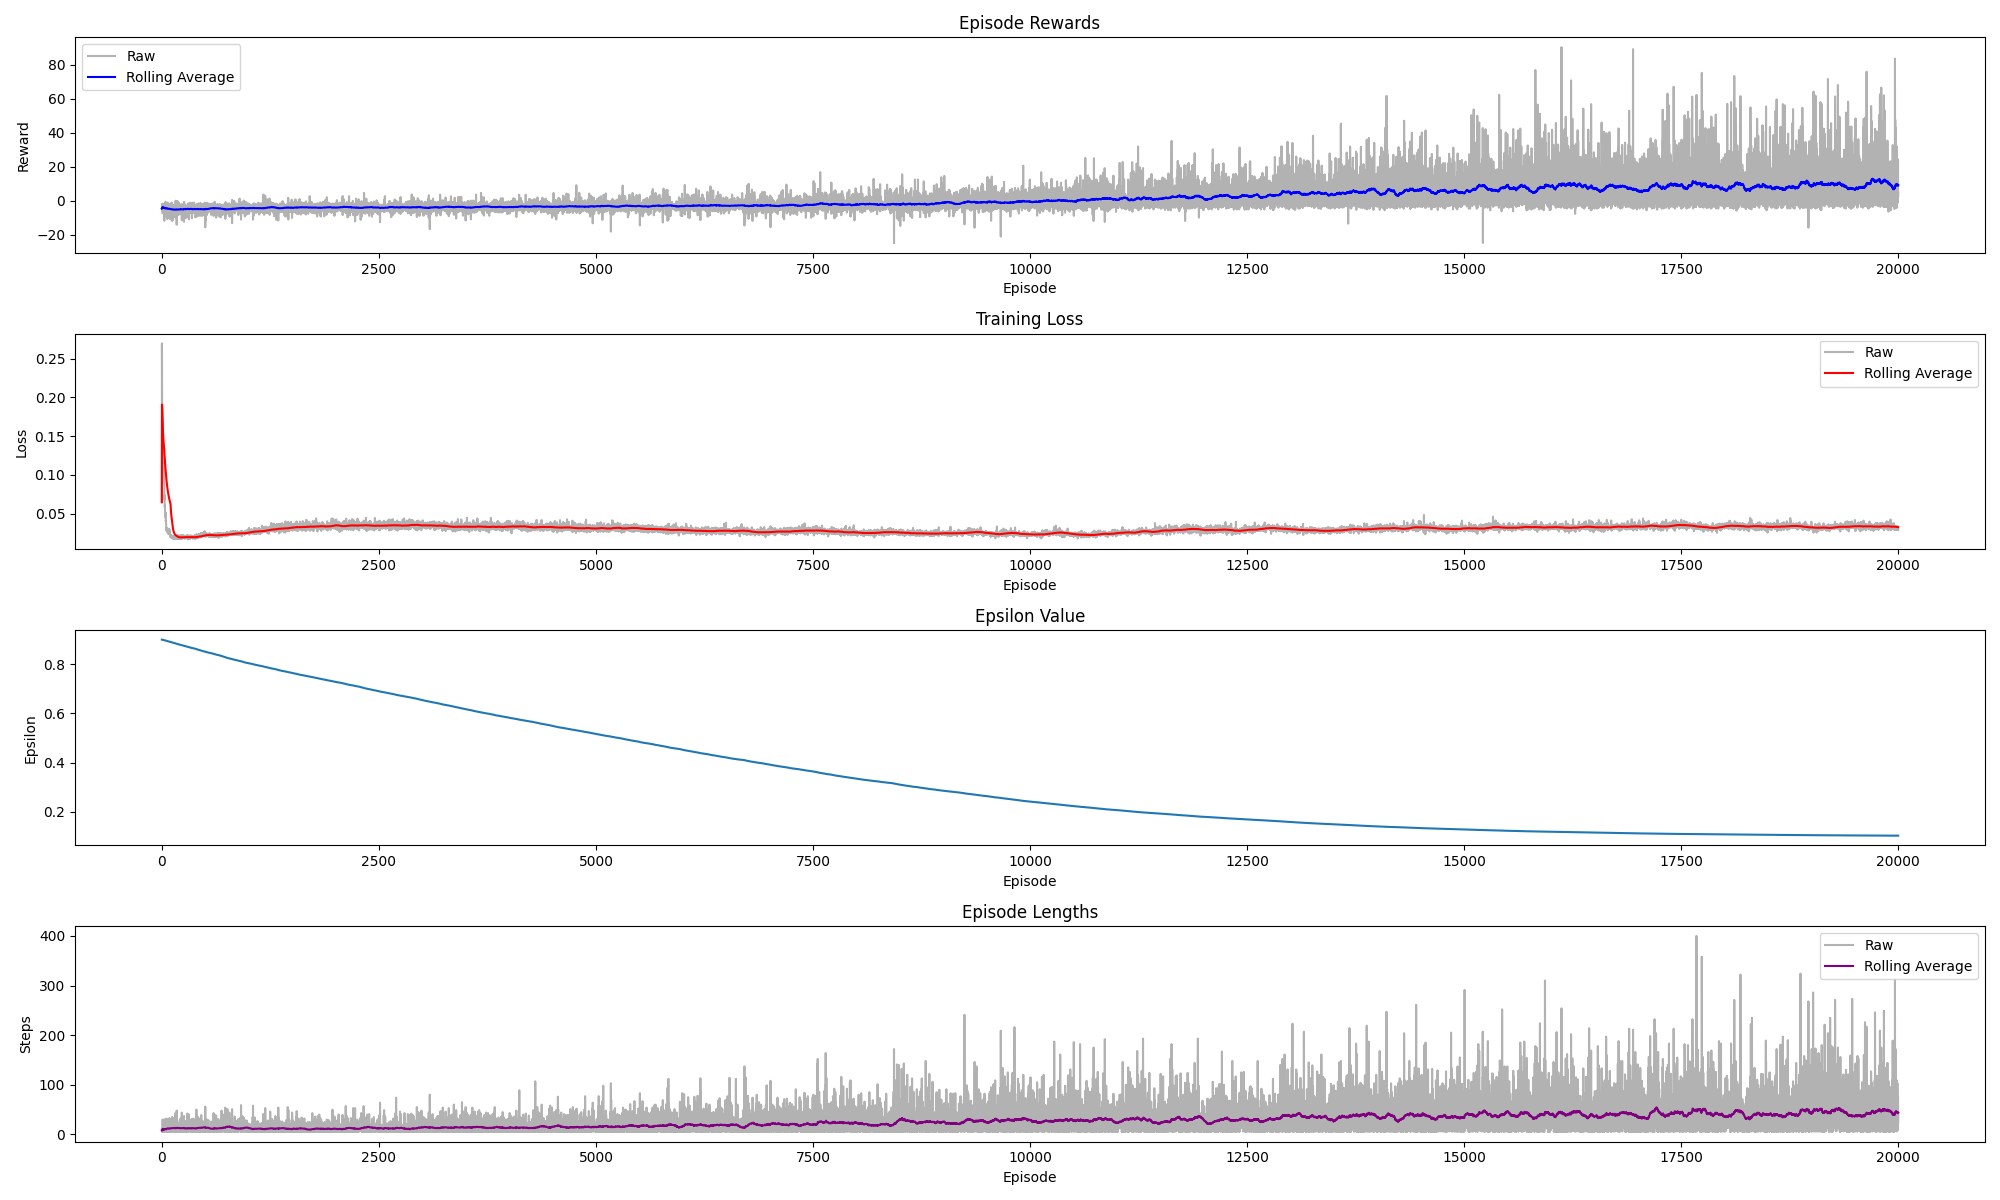 Episode Rewards
Raw
Rolling Average
Reward
80
60
40
20
0
−20
0 2500 5000 7500 10000 12500 15000 17500 20000
Episode
Training Loss
Raw
Rolling Average
Loss
0.25
0.20
0.15
0.10
0.05
0 2500 5000 7500 10000 12500 15000 17500 20000
Episode
Epsilon Value
Epsilon
0.8
0.6
0.4
0.2
0 2500 5000 7500 10000 12500 15000 17500 20000
Episode
Episode Lengths
Raw
Rolling Average
Steps
400
300
200
100
0
0 2500 5000 7500 10000 12500 15000 17500 20000
Episode